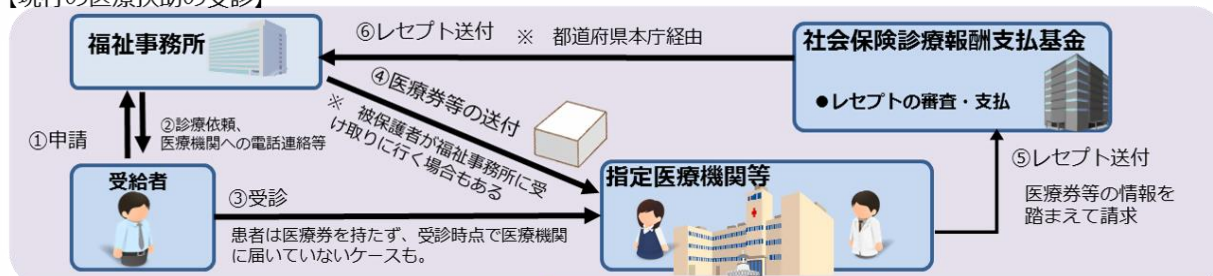 【現行の医療扶助の受診】
福祉事務所
⑥レセプト送付 ※ 都道府県本庁経由
社会保険診療報酬支払基金
●レセプトの審査・支払
④医療券等の送付
※ 被保護者が福祉事務所に受
け取りに行く場合もある
①申請
②診療依頼、
医療機関への電話連絡等
受給者
③受診
患者は医療券を持たず、受診時点で医療機関
に届いていないケースも。
指定医療機関等
⑤レセプト送付
医療券等の情報を
踏まえて請求